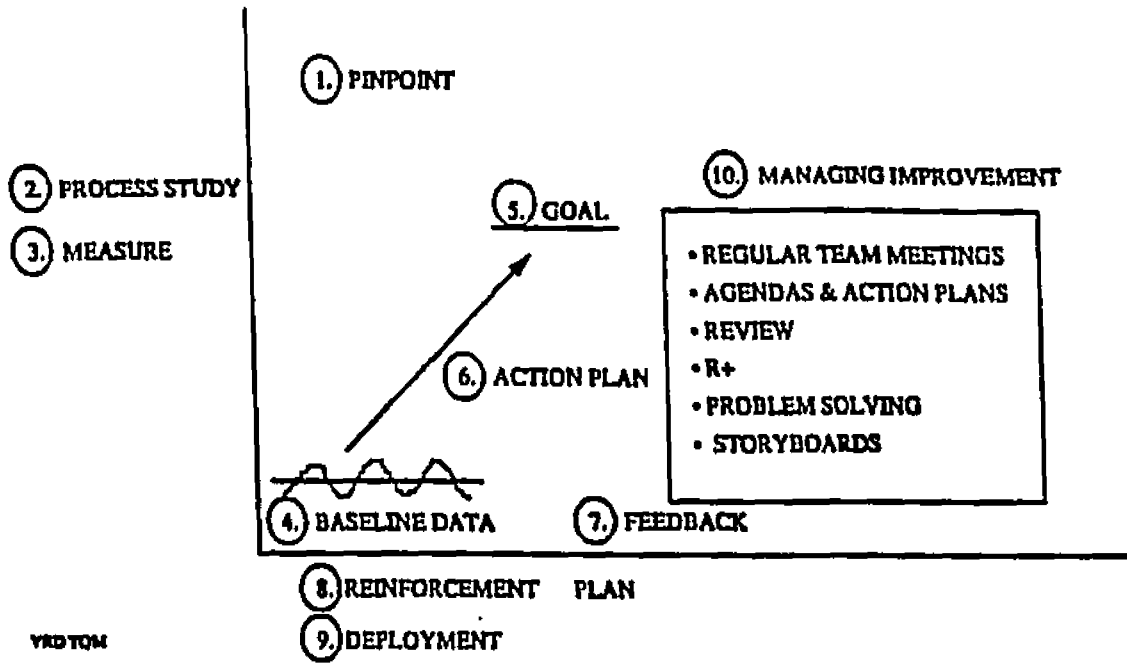 1. PINPOINT
2. PROCESS STUDY
3. MEASURE
10. MANAGING IMPROVEMENT
5. GOAL
• REGULAR TEAM MEETINGS
• AGENDAS & ACTION PLANS
• REVIEW
• R+
• PROBLEM SOLVING
• STORYBOARDS
6. ACTION PLAN
4. BASELINE DATA
7. FEEDBACK
8. REINFORCEMENT PLAN
9. DEPLOYMENT
YRD TQM